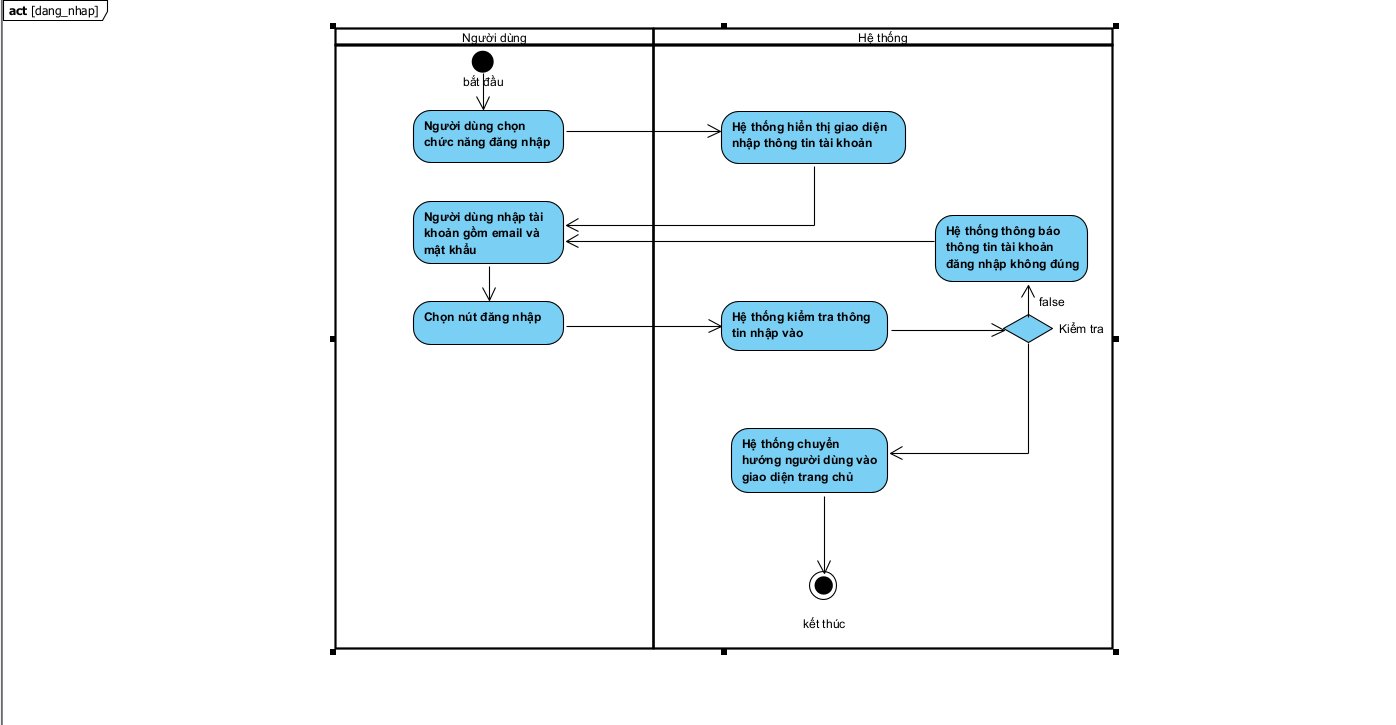 act [dang_nhap]
Người dùng
Hệ thống
bắt đầu
Người dùng chọn
chức năng đăng nhập
Hệ thống hiển thị giao diện
nhập thông tin tài khoản
Người dùng nhập tài
khoản gồm email và
mật khẩu
Hệ thống thông báo
thông tin tài khoản
đăng nhập không đúng
false
Chọn nút đăng nhập
Hệ thống kiểm tra thông
tin nhập vào
Kiểm tra
Hệ thống chuyển
hướng người dùng vào
giao diện trang chủ
kết thúc